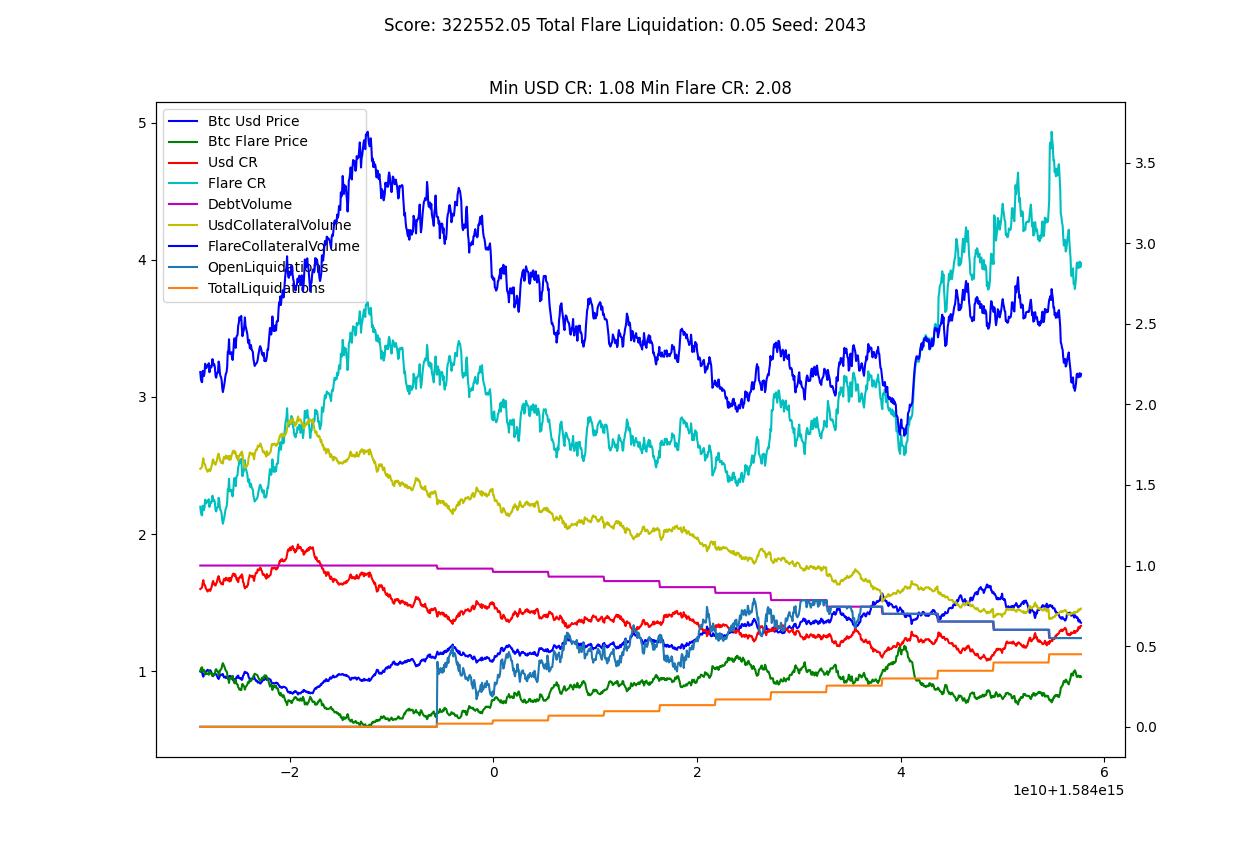 Score: 322552.05 Total Flare Liquidation: 0.05 Seed: 2043
Min USD CR: 1.08 Min Flare CR: 2.08
Btc Usd Price
Btc Flare Price
Usd CR
Flare CR
DebtVolume
UsdCollateralVolume
FlareCollateralVolume
OpenLiquidations
TotalLiquidations
5
4
3
2
1
3.5
3.0
2.5
2.0
1.5
1.0
0.5
0.0
−2 0 2 4 6
1e10+1.584e15